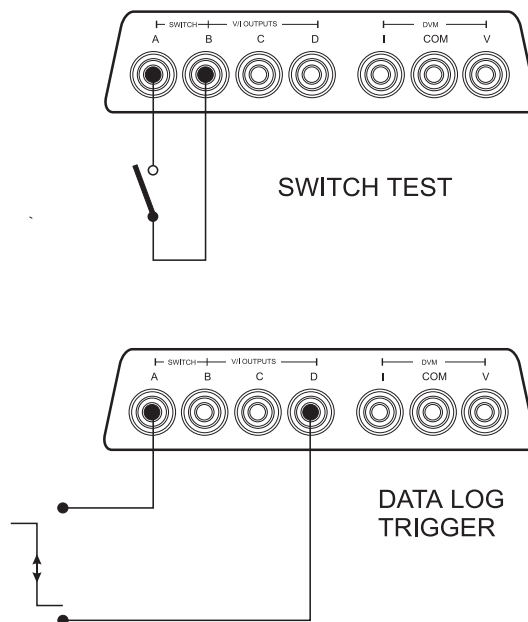 SWITCH V/I OUTPUTS DVM
A B C D I COM V
SWITCH TEST
SWITCH V/I OUTPUTS DVM
A B C D I COM V
DATA LOG
TRIGGER